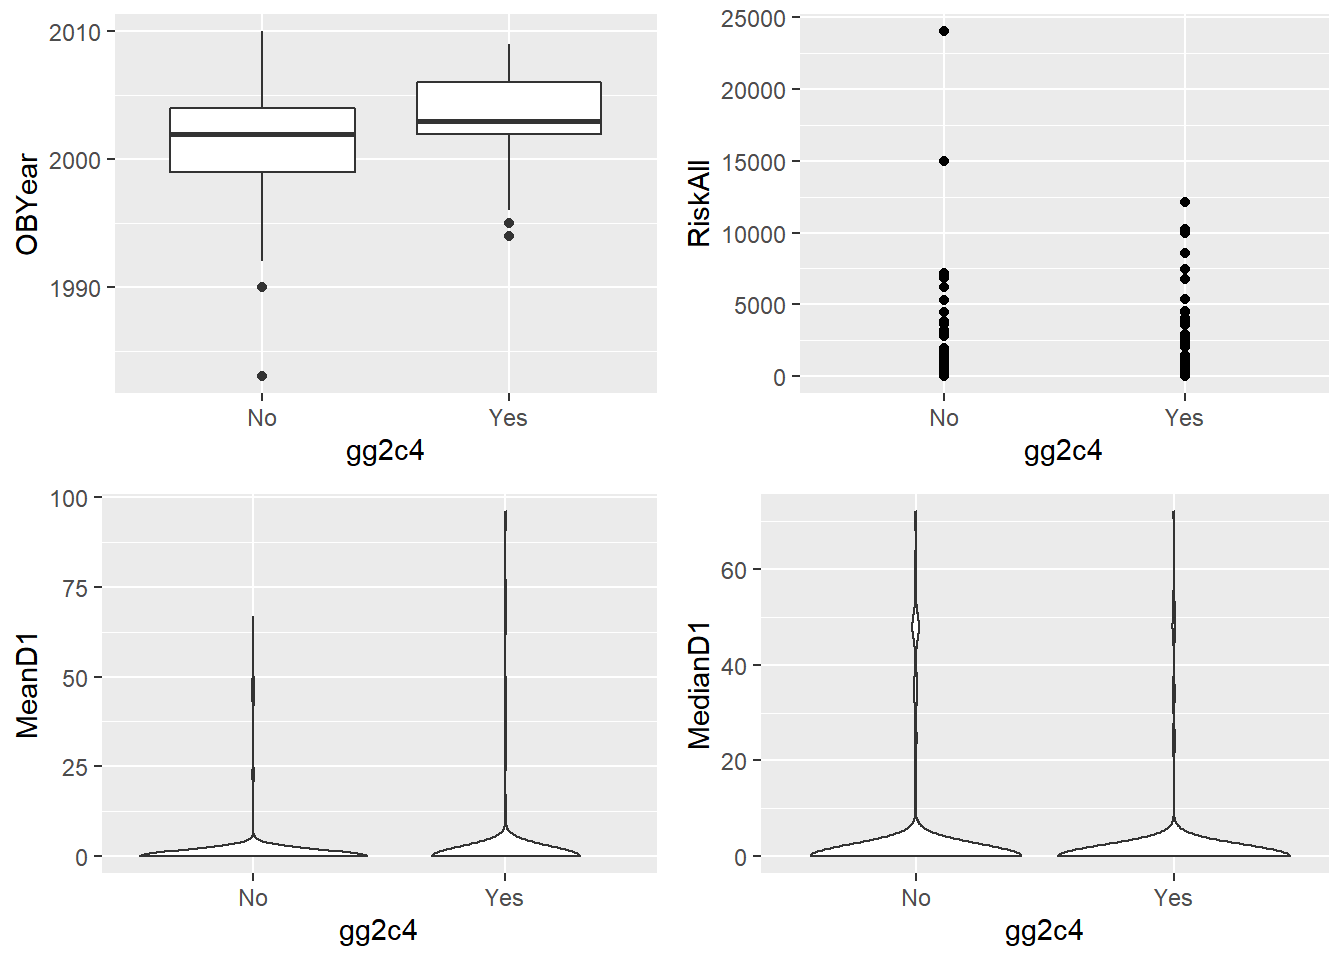 2010
2000
1990
OBYear
No Yes
gg2c4
25000
20000
15000
10000
5000
0
RiskAll
No Yes
gg2c4
100
75
50
25
0
MeanD1
No Yes
gg2c4
60
40
20
0
MedianD1
No Yes
gg2c4